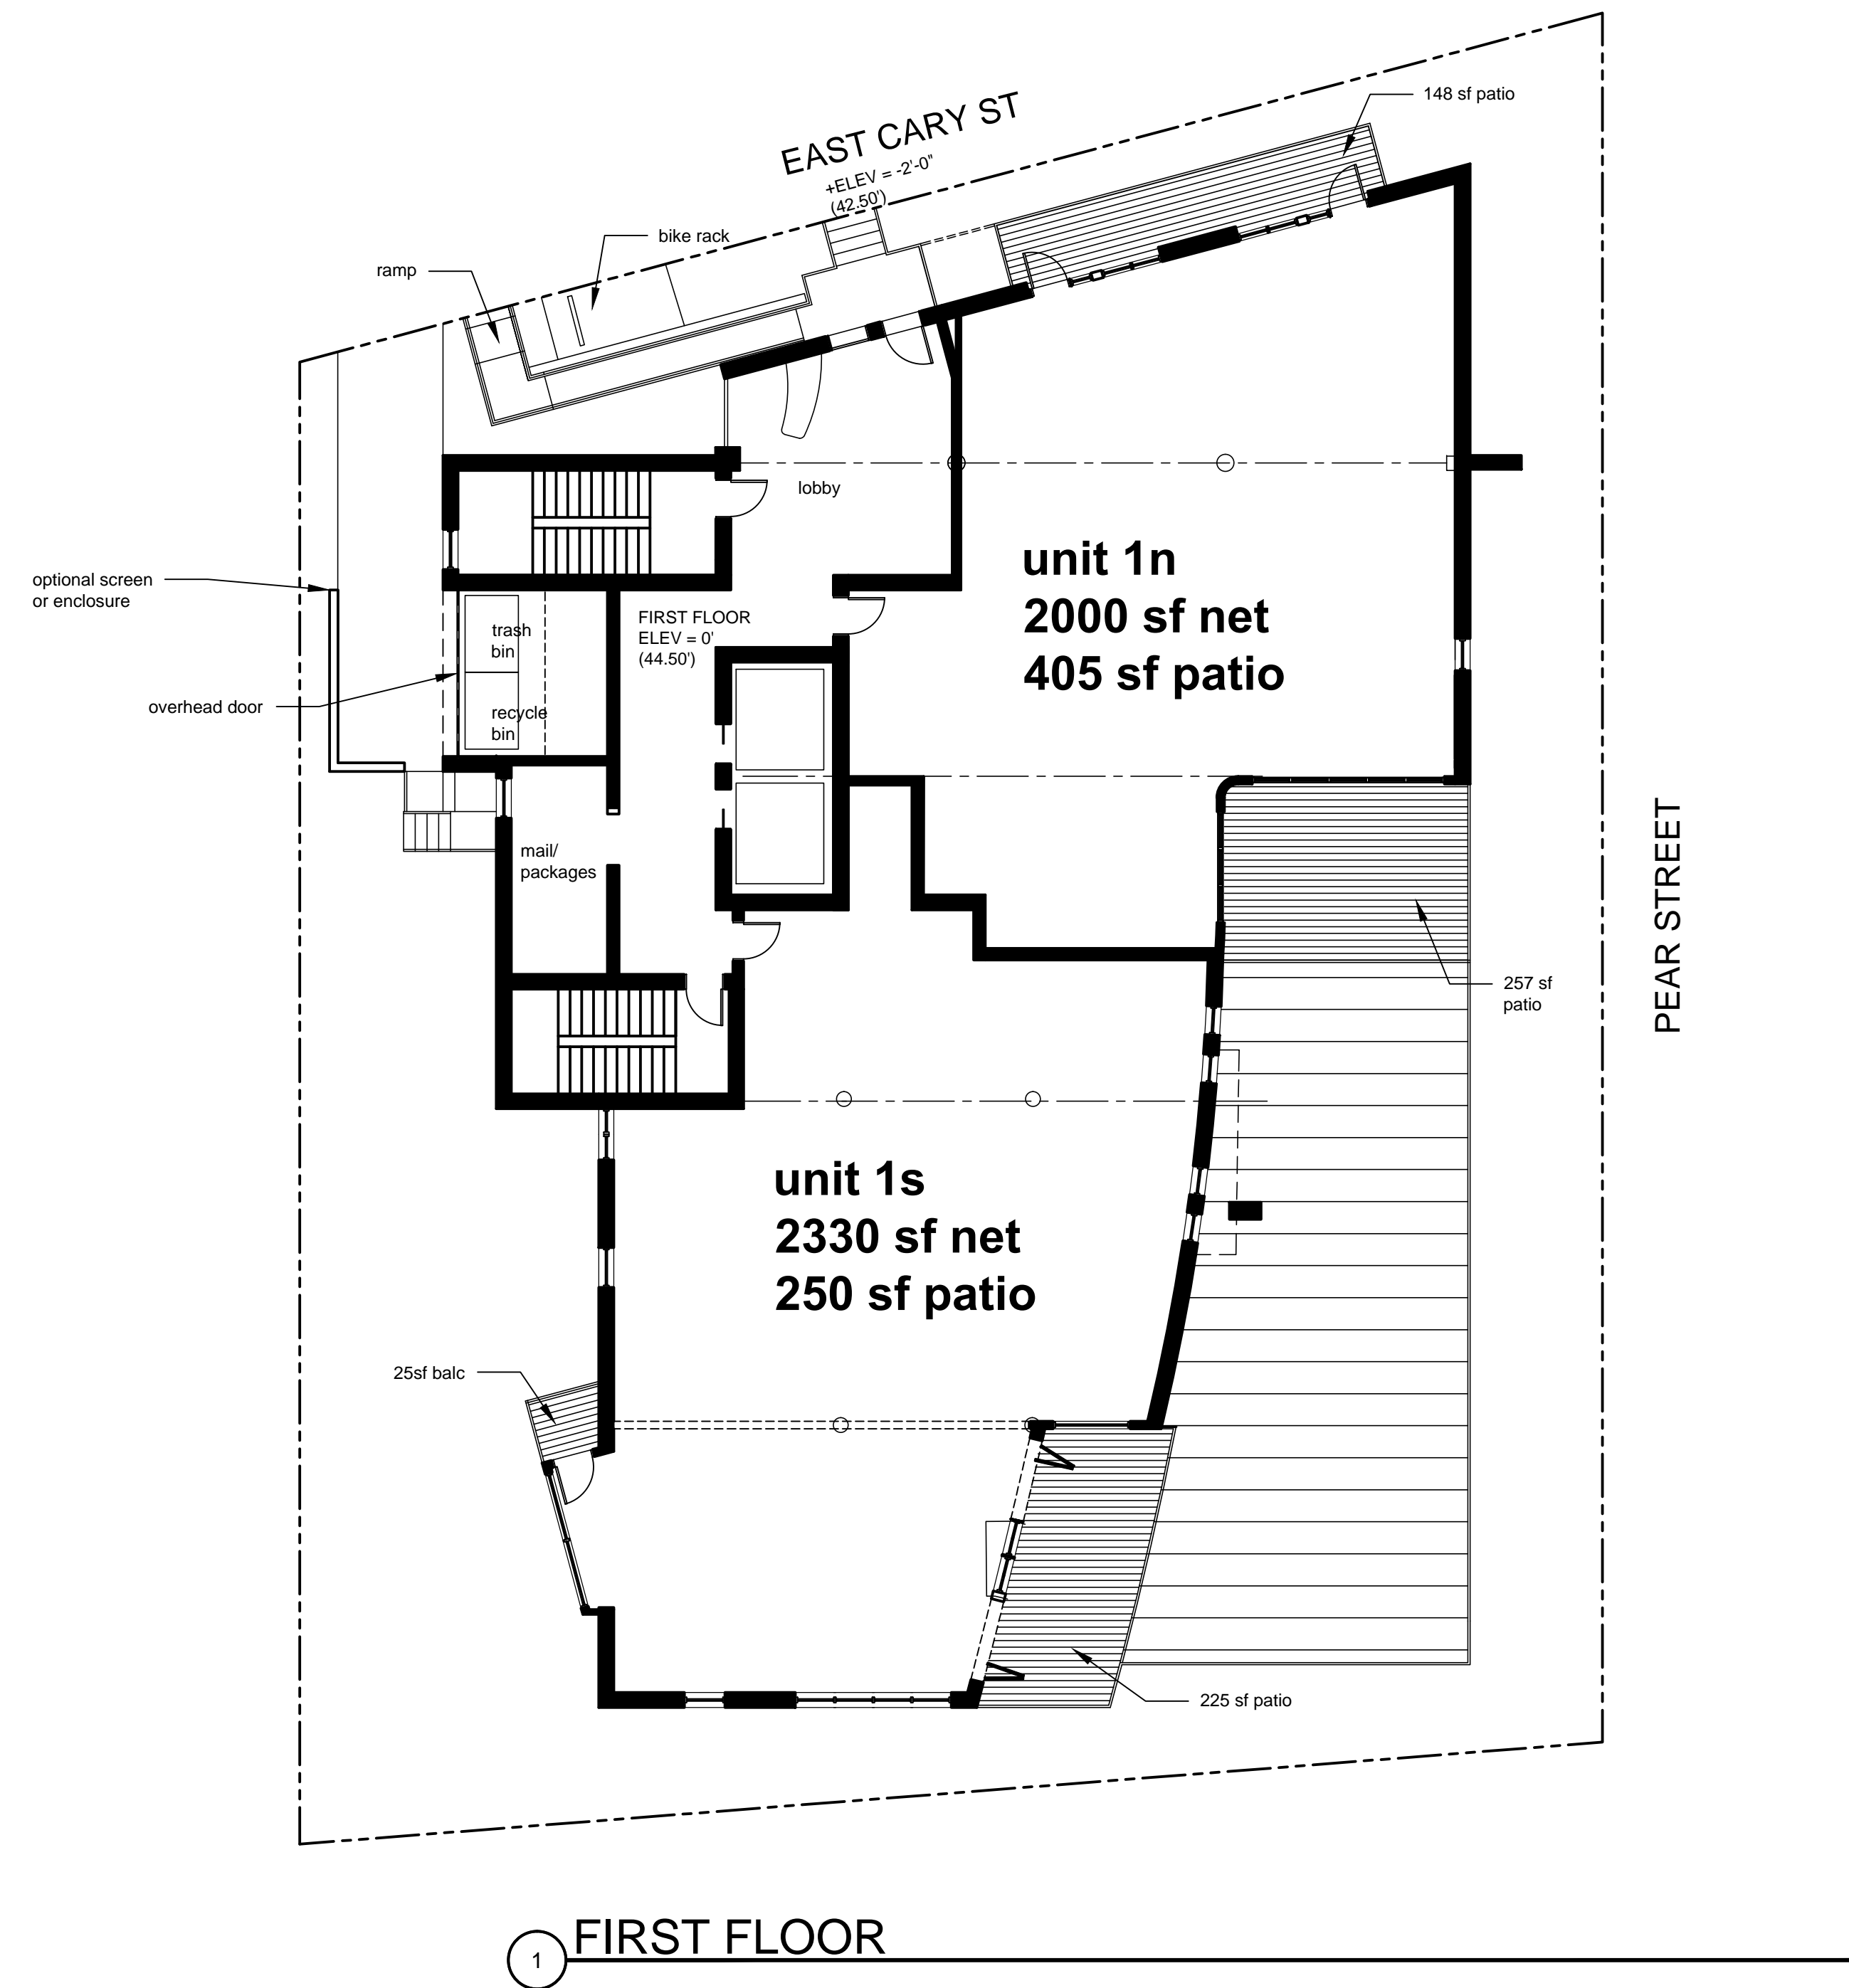 148 sf patio
EAST CARY ST
+ELEV = -2'-0"
(42.50')
bike rack
ramp
lobby
unit 1n
2000 sf net
405 sf patio
optional screen
or enclosure
FIRST FLOOR
ELEV = 0'
(44.50')
trash
bin
overhead door
recycle
bin
mail/
packages
PEAR STREET
257 sf
patio
unit 1s
2330 sf net
250 sf patio
25sf balc
225 sf patio
1
FIRST FLOOR